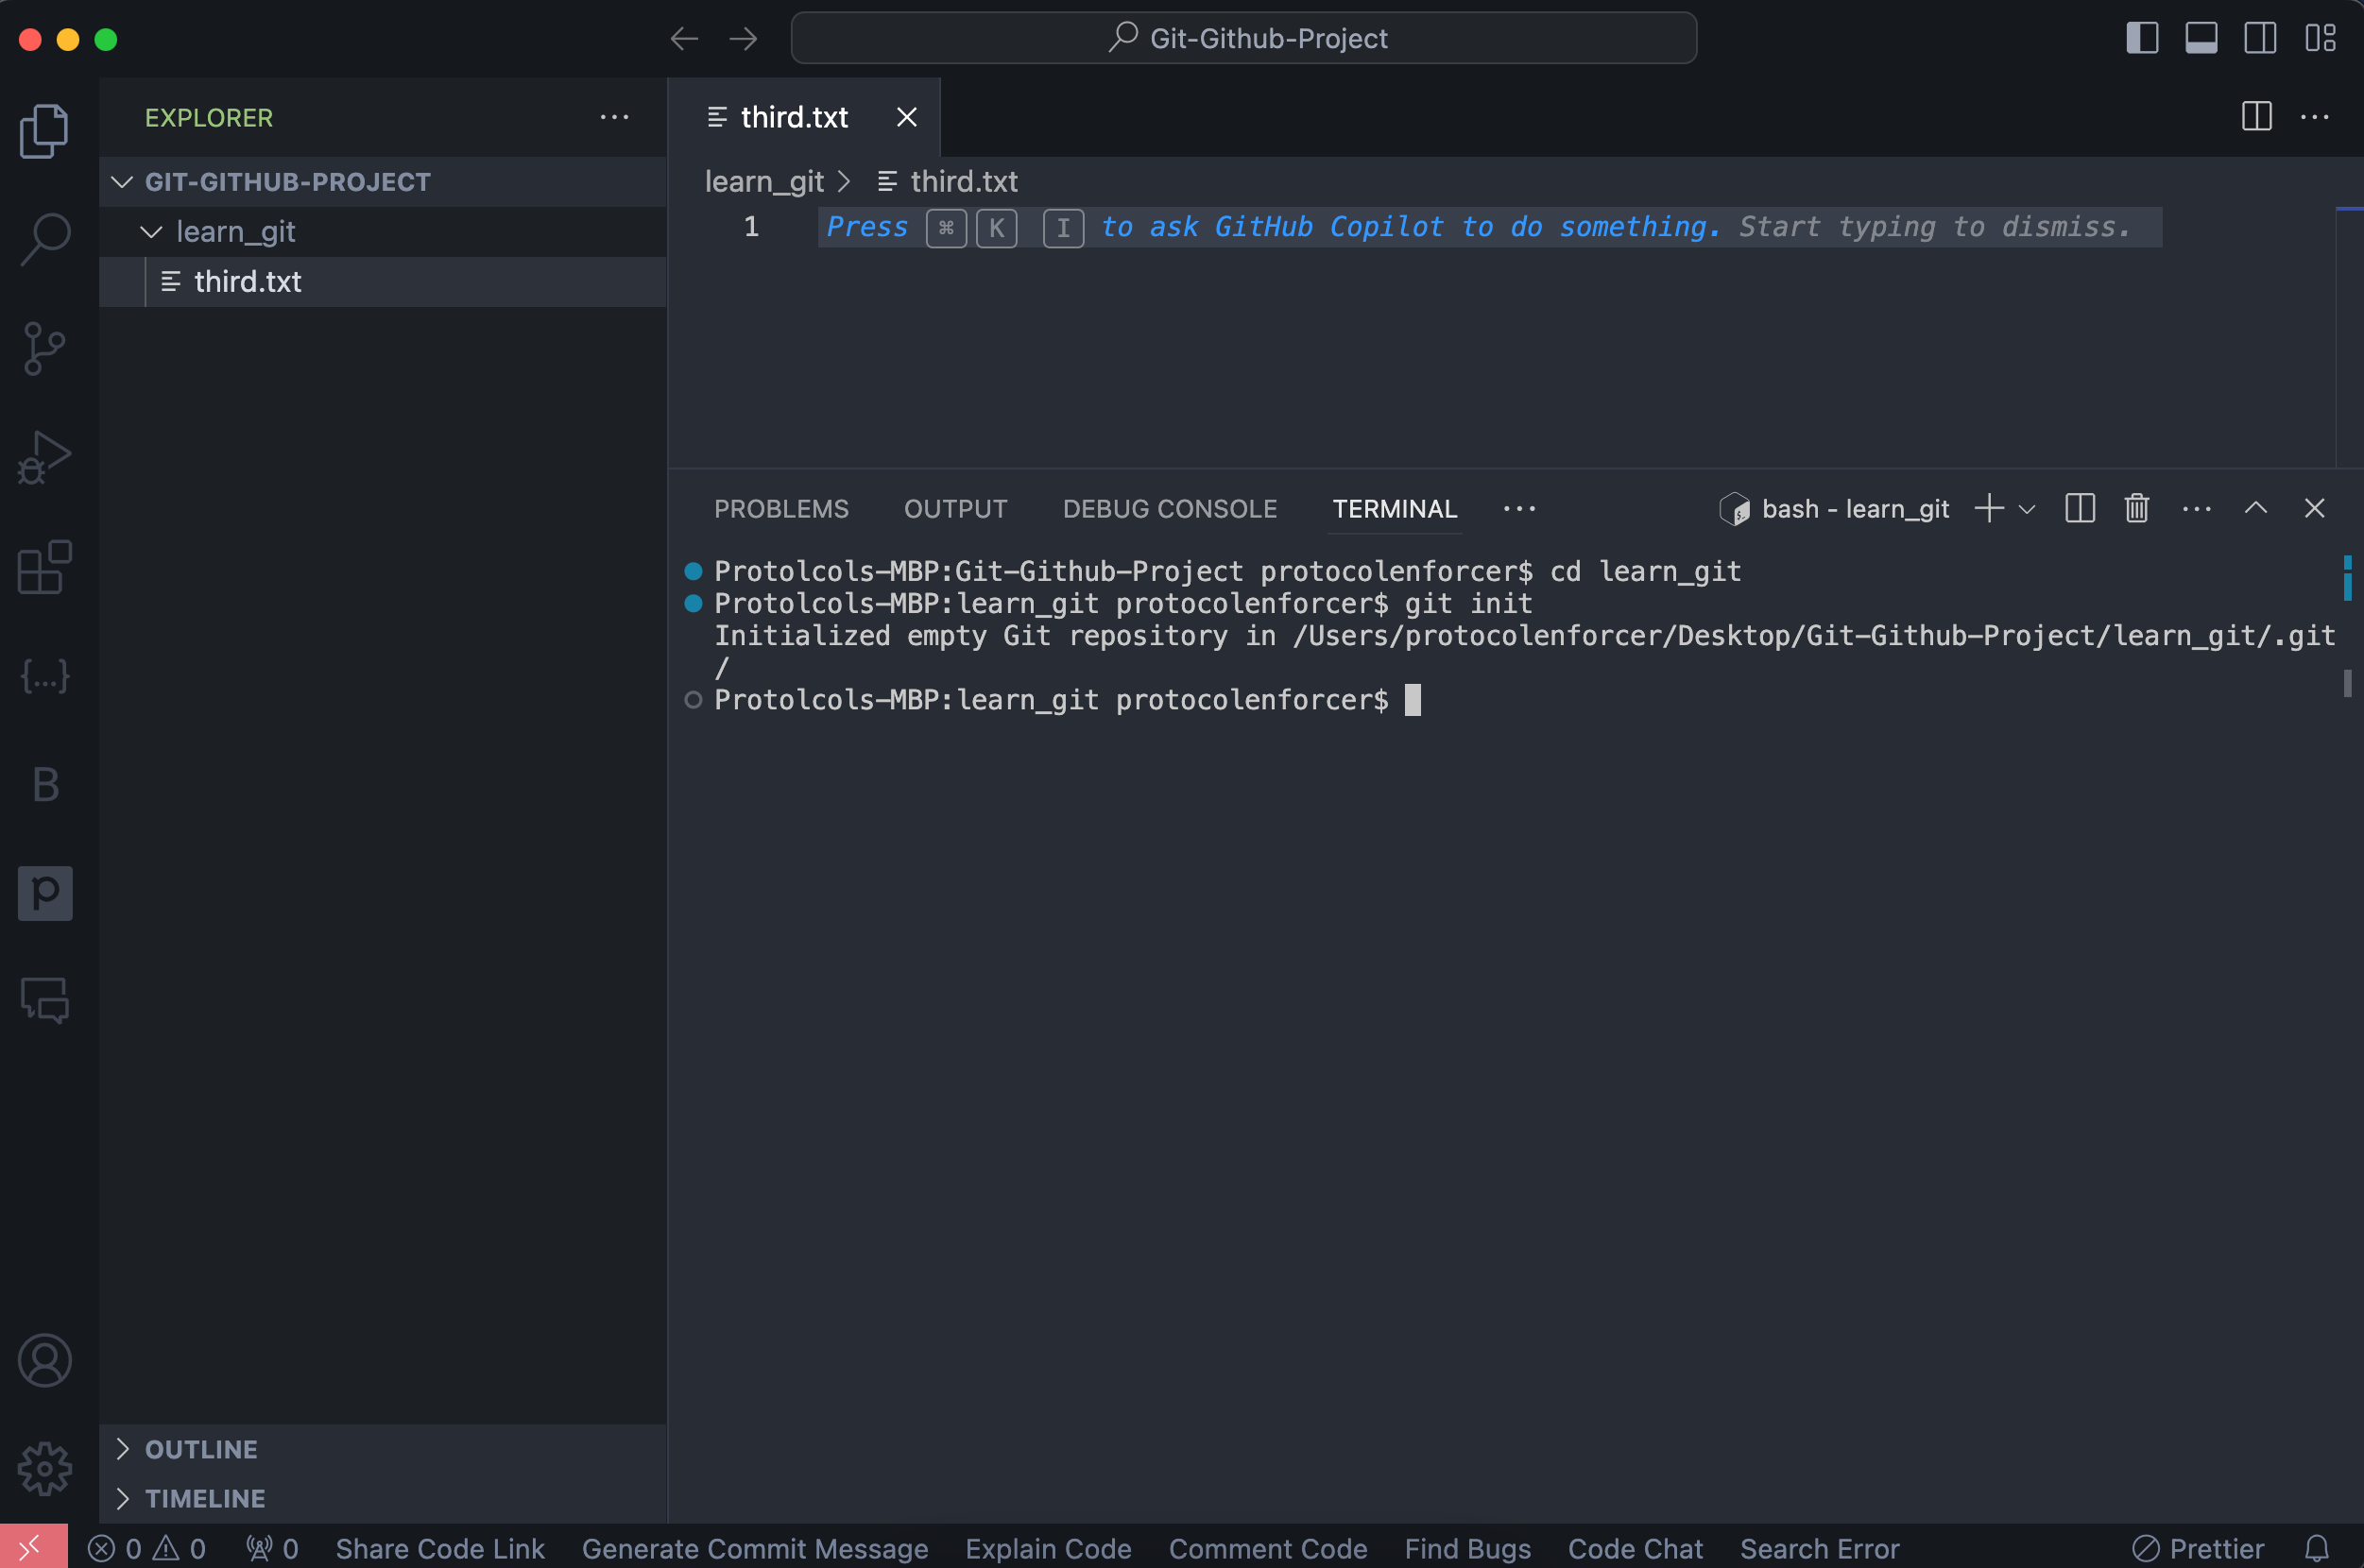 Git-Github-Project
EXPLORER
GIT-GITHUB-PROJECT
learn_git
third.txt
third.txt
learn_git > third.txt
1 Press ⌘ K I to ask GitHub Copilot to do something. Start typing to dismiss.
PROBLEMS OUTPUT DEBUG CONSOLE TERMINAL bash - learn_git
Protolcols-MBP:Git-Github-Project protocolenforcer$ cd learn_git
Protolcols-MBP:learn_git protocolenforcer$ git init
Initialized empty Git repository in /Users/protocolenforcer/Desktop/Git-Github-Project/learn_git/.git
/
Protolcols-MBP:learn_git protocolenforcer$
{...}
B
p
OUTLINE
TIMELINE
0 0 0 Share Code Link Generate Commit Message Explain Code Comment Code Find Bugs Code Chat Search Error Prettier